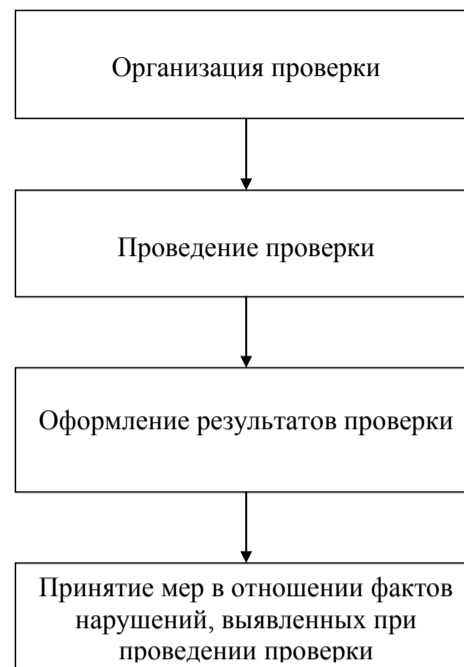 Организация проверки
Проведение проверки
Оформление результатов проверки
Принятие мер в отношении фактов
нарушений, выявленных при
проведении проверки